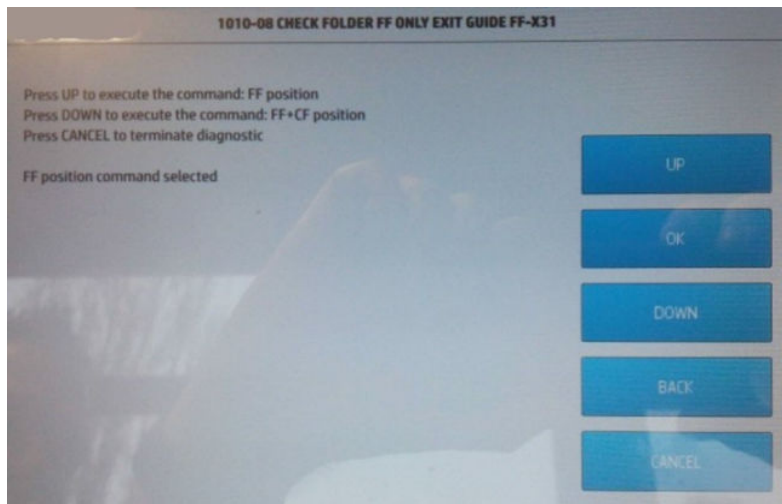 1010-08 CHECK FOLDER FF ONLY EXIT GUIDE FF-X31
Press UP to execute the command: FF position
Press DOWN to execute the command: FF+CF position
Press CANCEL to terminate diagnostic
FF position command selected
UP
OK
DOWN
BACK
CANCEL